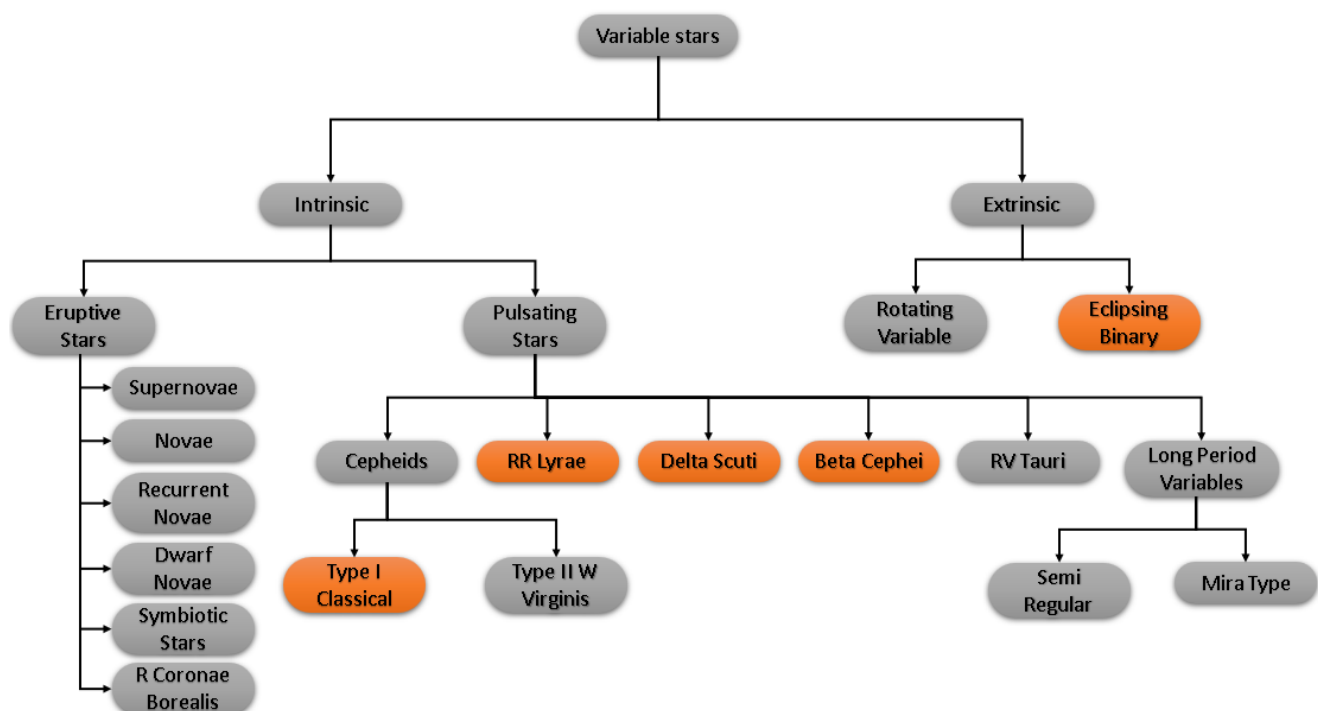 Variable stars
Intrinsic
Extrinsic
Eruptive
Stars
Pulsating
Stars
Rotating
Variable
Eclipsing
Binary
Supernovae
Novae
Recurrent
Novae
Dwarf
Novae
Symbiotic
Stars
R Coronae
Borealis
Cepheids
RR Lyrae
Delta Scuti
Beta Cephei
RV Tauri
Long Period
Variables
Type I
Classical
Type II W
Virginis
Semi
Regular
Mira Type